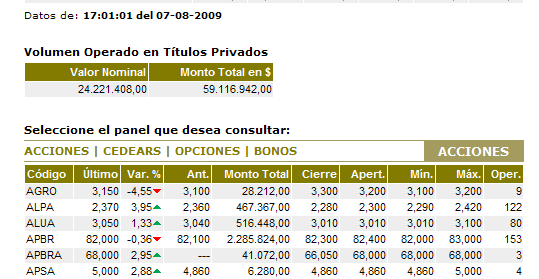 Datos de: 17:01:01 del 07-08-2009
Volumen Operado en Títulos Privados
Valor Nominal Monto Total en $
24.221.408,00 59.116.942,00
Seleccione el panel que desea consultar:
ACCIONES | CEDEARS | OPCIONES | BONOS ACCIONES
Código Último Var. % Ant. Monto Total Cierre Apert. Mín. Máx. Oper.
AGRO 3,150 -4,55 3,100 28.212,00 3,300 3,200 3,100 3,200 9
ALPA 2,370 3,95 2,360 467.367,00 2,280 2,300 2,290 2,420 122
ALUA 3,050 1,33 3,040 516.448,00 3,010 3,010 3,010 3,100 80
APBR 82,000 -0,36 82,100 2.285.824,00 82,300 82,400 82,000 83,000 153
APBRA 68,000 2,95 --- 41.072,00 66,050 68,000 68,000 68,000 3
APSA 5,000 2,88 4,860 6.280,00 4,860 4,860 4,860 5,000 4